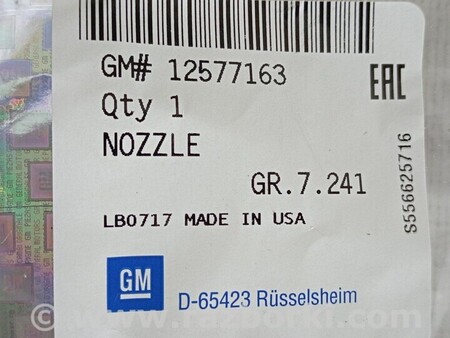 GM# 12577163
EAC
Qty 1
NOZZLE
GR.7.241
S556625716
LB0717 MADE IN USA
GM
D-65423 Rüsselsheim
© www.razborki.com